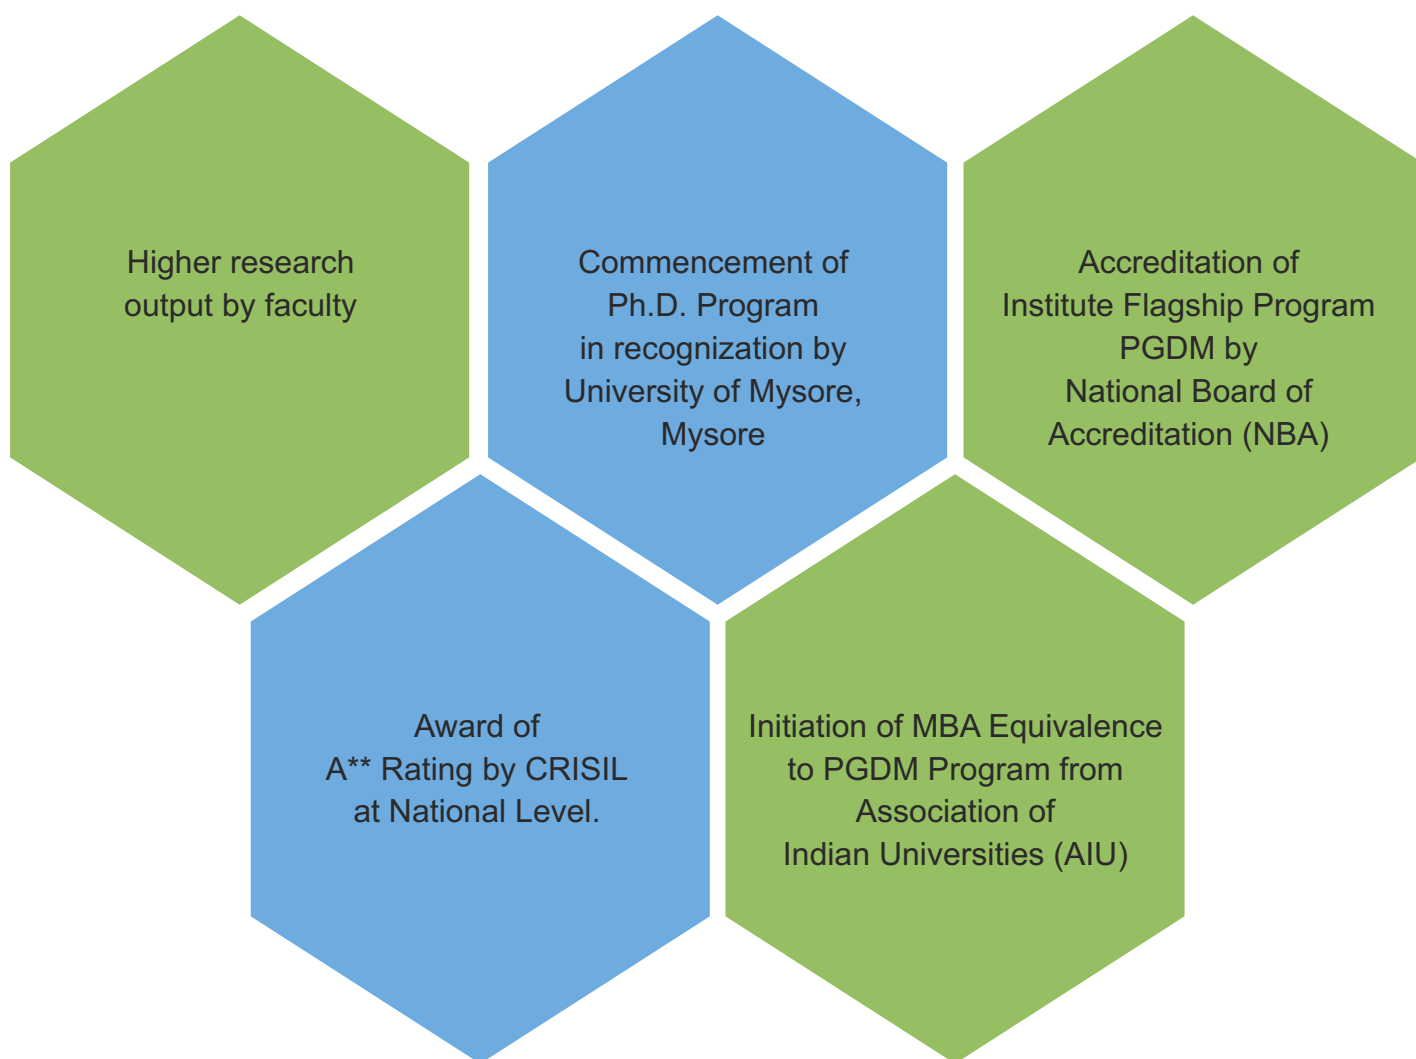 Higher research
output by faculty
Commencement of
Ph.D. Program
in recognization by
University of Mysore,
Mysore
Accreditation of
Institute Flagship Program
PGDM by
National Board of
Accreditation (NBA)
Award of
A** Rating by CRISIL
at National Level.
Initiation of MBA Equivalence
to PGDM Program from
Association of
Indian Universities (AIU)